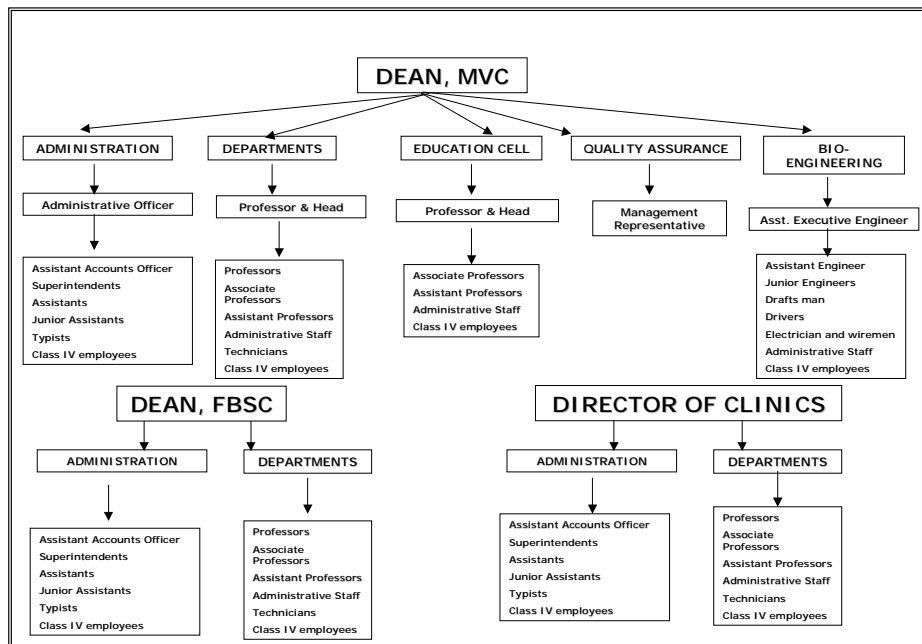 DEAN, MVC
ADMINISTRATION
DEPARTMENTS
EDUCATION CELL
QUALITY ASSURANCE
BIO-
ENGINEERING
Administrative Officer
Professor & Head
Professor & Head
Management
Representative
Asst. Executive Engineer
Assistant Accounts Officer
Superintendents
Assistants
Junior Assistants
Typists
Class IV employees
Professors
Associate
Professors
Assistant Professors
Administrative Staff
Technicians
Class IV employees
Associate Professors
Assistant Professors
Administrative Staff
Class IV employees
Assistant Engineer
Junior Engineers
Drafts man
Drivers
Electrician and wiremen
Administrative Staff
Class IV employees
DEAN, FBSC
ADMINISTRATION
DEPARTMENTS
Assistant Accounts Officer
Superintendents
Assistants
Junior Assistants
Typists
Class IV employees
Professors
Associate
Professors
Assistant Professors
Administrative Staff
Technicians
Class IV employees
DIRECTOR OF CLINICS
ADMINISTRATION
DEPARTMENTS
Assistant Accounts Officer
Superintendents
Assistants
Junior Assistants
Typists
Class IV employees
Professors
Associate
Professors
Assistant Professors
Administrative Staff
Technicians
Class IV employees